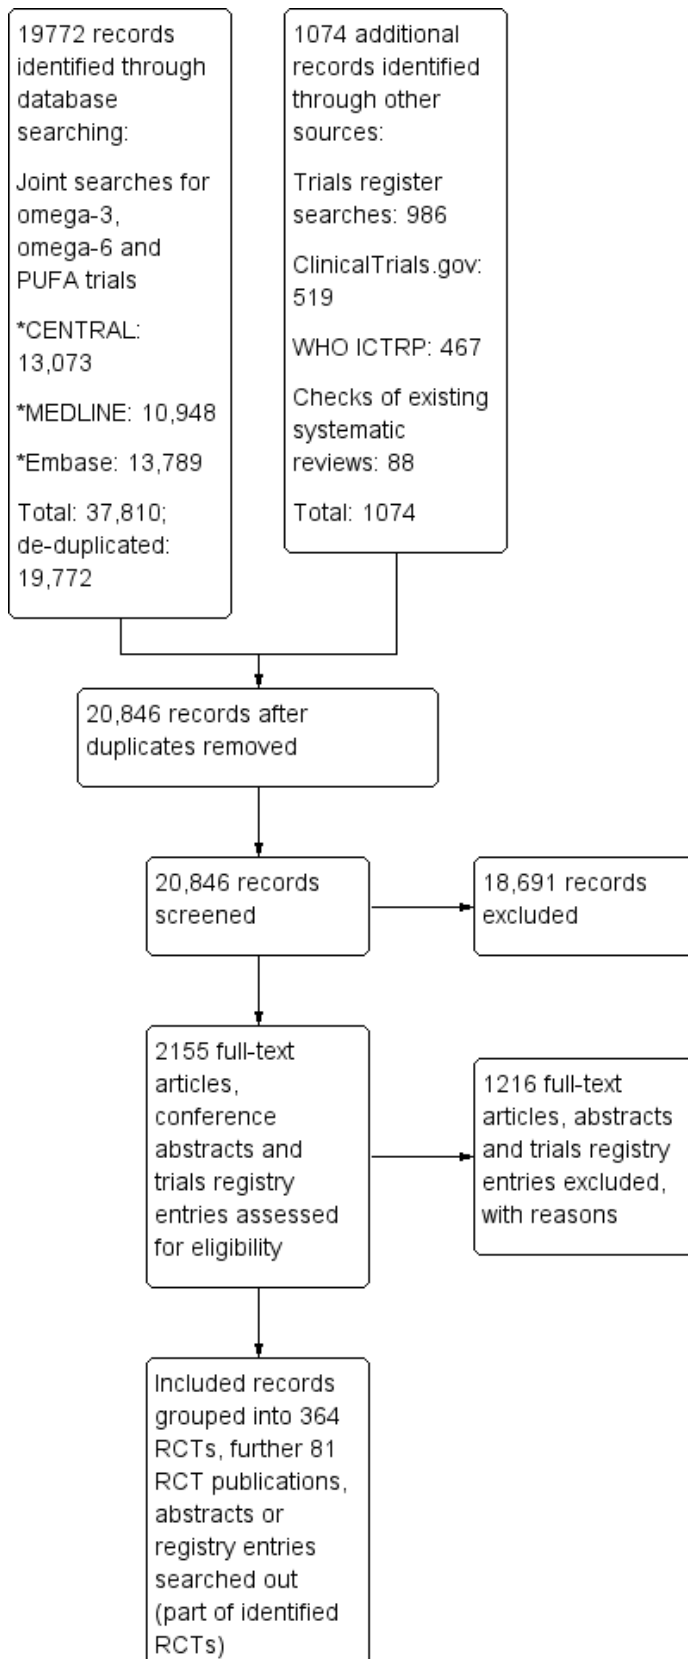 19772 records
identified through
database
searching:
Joint searches for
omega-3,
omega-6 and
PUFA trials
*CENTRAL:
13,073
*MEDLINE: 10,948
*Embase: 13,789
Total: 37,810;
de-duplicated:
19,772
1074 additional
records identified
through other
sources:
Trials register
searches: 986
ClinicalTrials.gov:
519
WHO ICTRP: 467
Checks of existing
systematic
reviews: 88
Total: 1074
20,846 records after
duplicates removed
20,846 records
screened
18,691 records
excluded
2155 full-text
articles,
conference
abstracts and
trials registry
entries assessed
for eligibility
1216 full-text
articles, abstracts
and trials registry
entries excluded,
with reasons
Included records
grouped into 364
RCTs, further 81
RCT publications,
abstracts or
registry entries
searched out
(part of identified
RCTs)